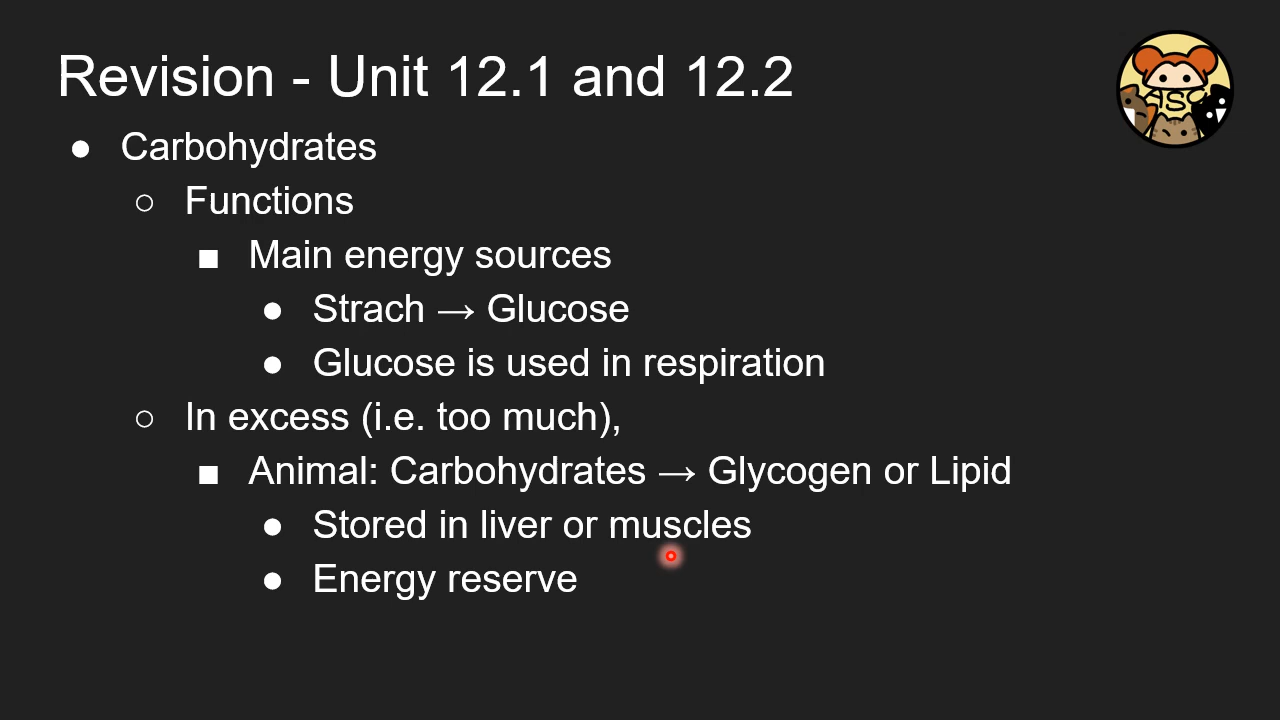 Revision - Unit 12.1 and 12.2
● Carbohydrates
○ Functions
■ Main energy sources
● Strach → Glucose
● Glucose is used in respiration
○ In excess (i.e. too much),
■ Animal: Carbohydrates → Glycogen or Lipid
● Stored in liver or muscles
● Energy reserve